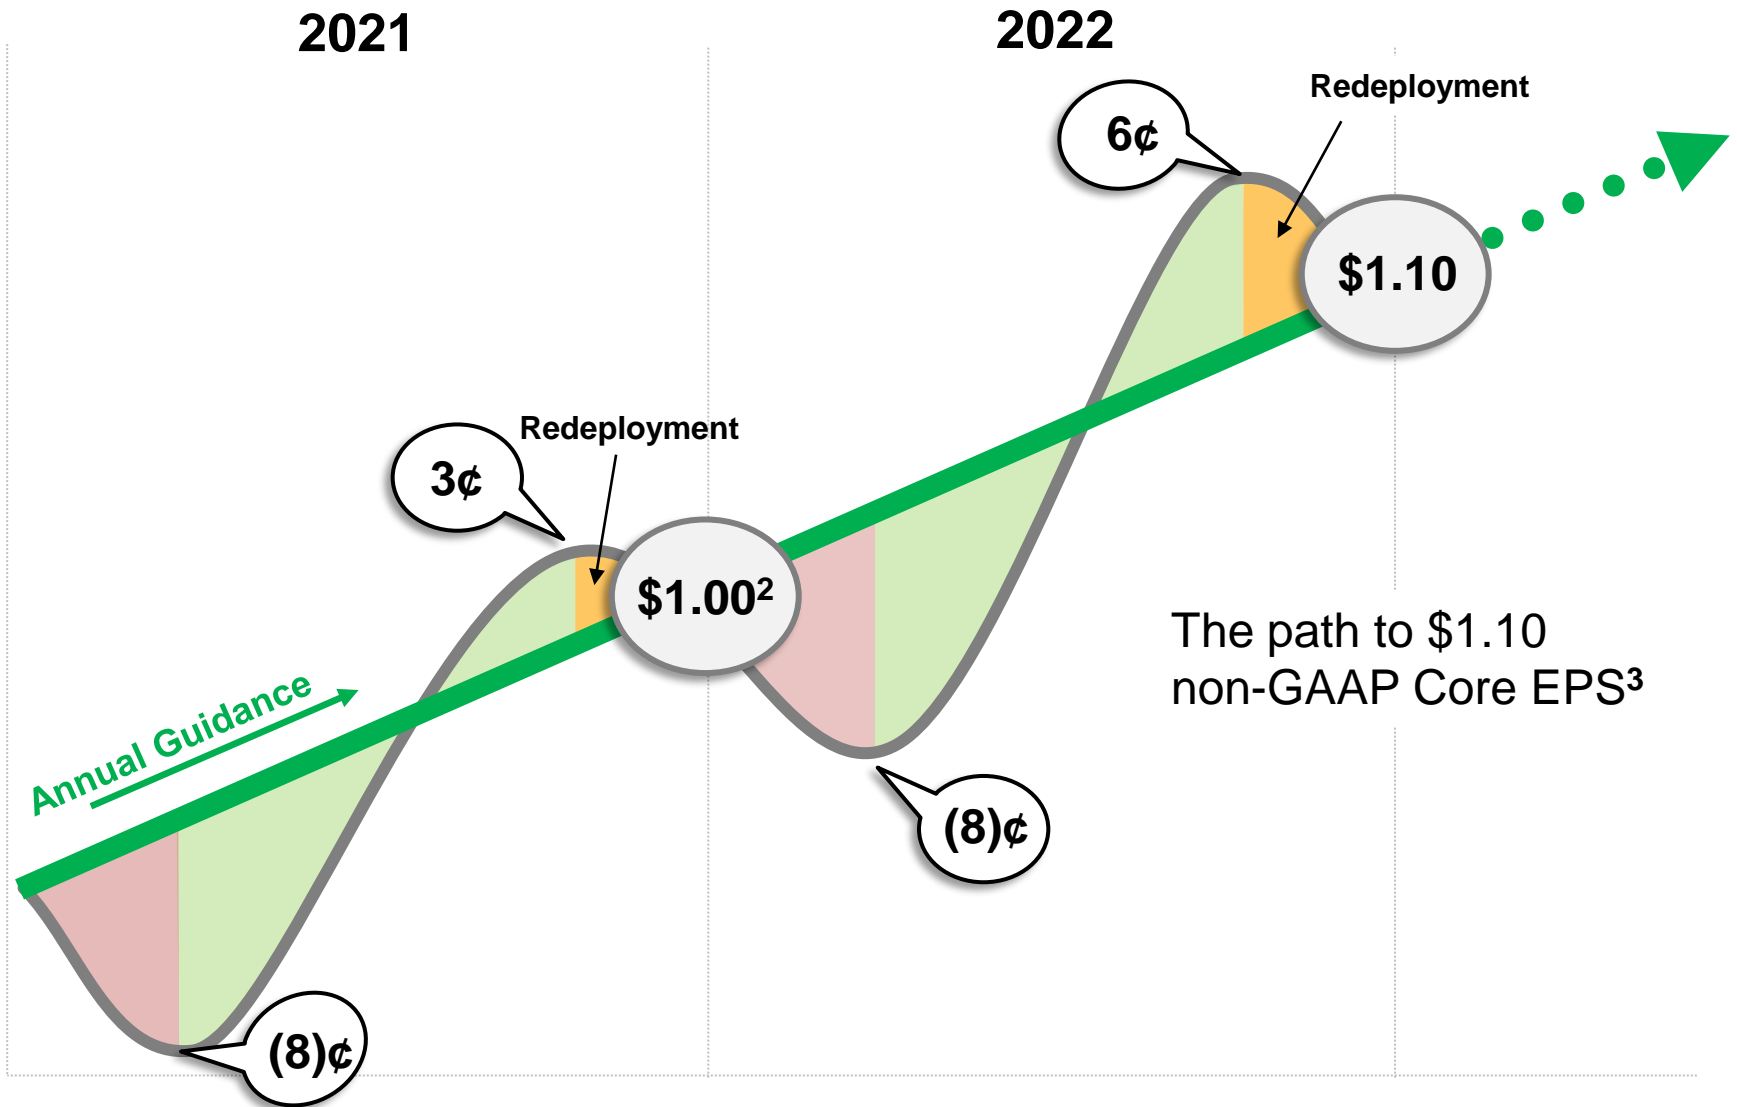 2021
2022
Redeployment
6¢
$1.10
Redeployment
3¢
$1.00²
The path to $1.10
non-GAAP Core EPS³
Annual Guidance
(8)¢
(8)¢